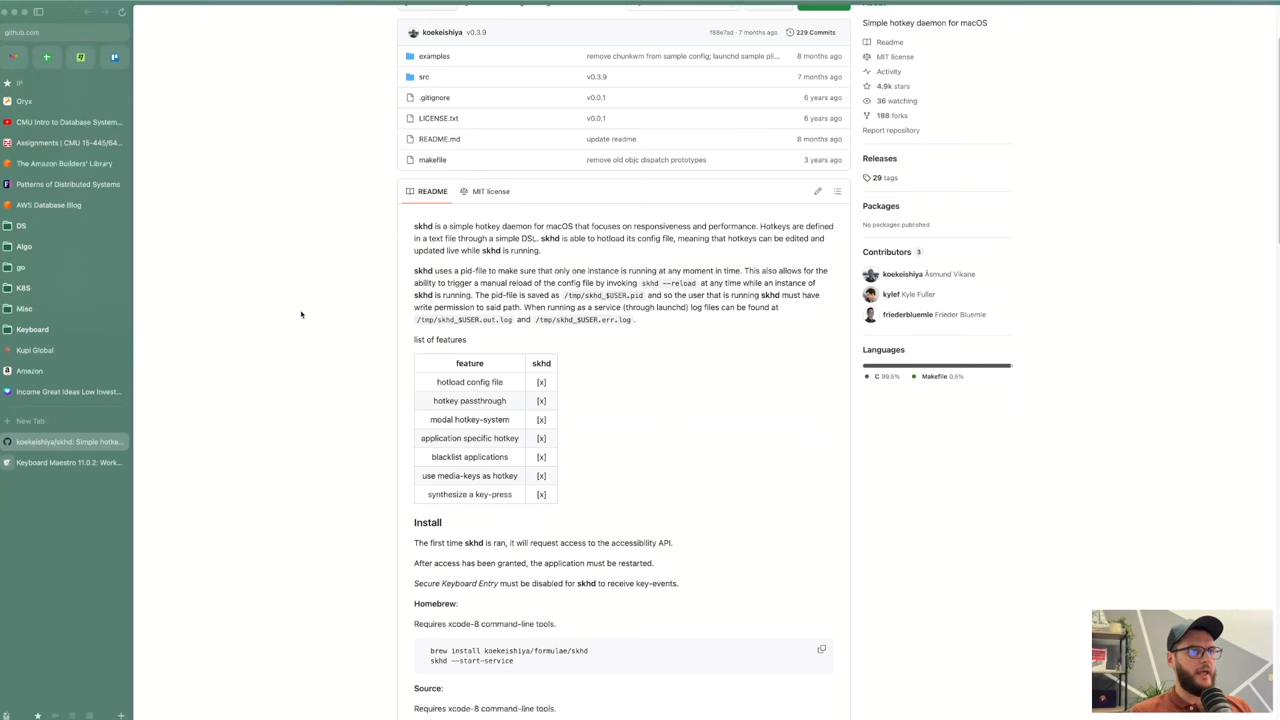 github.com
IP
Oryx
CMU Intro to Database System...
Assignments | CMU 15-445/64...
The Amazon Builders' Library
Patterns of Distributed Systems
AWS Database Blog
DS
Algo
go
K8S
Misc
Keyboard
Kupi Global
Amazon
Income Great Ideas Low Invest...
New Tab
koekeishiya/skhd: Simple hotke...
Keyboard Maestro 11.0.2: Work...
koekeishiya v0.3.9 f88e7ad · 7 months ago 229 Commits
examples remove chunkwm from sample config; launchd sample pli... 8 months ago
src v0.3.9 7 months ago
.gitignore v0.0.1 6 years ago
LICENSE.txt v0.0.1 6 years ago
README.md update readme 8 months ago
makefile remove old objc dispatch prototypes 3 years ago
README MIT license
skhd is a simple hotkey daemon for macOS that focuses on responsiveness and performance. Hotkeys are defined
in a text file through a simple DSL. skhd is able to hotload its config file, meaning that hotkeys can be edited and
updated live while skhd is running.
skhd uses a pid-file to make sure that only one instance is running at any moment in time. This also allows for the
ability to trigger a manual reload of the config file by invoking skhd --reload at any time while an instance of
skhd is running. The pid-file is saved as /tmp/skhd_$USER.pid and so the user that is running skhd must have
write permission to said path. When running as a service (through launchd) log files can be found at
/tmp/skhd_$USER.out.log and /tmp/skhd_$USER.err.log.
list of features
feature skhd
hotload config file [x]
hotkey passthrough [x]
modal hotkey-system [x]
application specific hotkey [x]
blacklist applications [x]
use media-keys as hotkey [x]
synthesize a key-press [x]
Install
The first time skhd is ran, it will request access to the accessibility API.
After access has been granted, the application must be restarted.
Secure Keyboard Entry must be disabled for skhd to receive key-events.
Homebrew:
Requires xcode-8 command-line tools.
brew install koekeishiya/formulae/skhd
skhd --start-service
Source:
Requires xcode-8 command-line tools.
Simple hotkey daemon for macOS
Readme
MIT license
Activity
4.9k stars
36 watching
188 forks
Report repository
Releases
29 tags
Packages
No packages published
Contributors 3
koekeishiya Åsmund Vikane
kylef Kyle Fuller
friederbluemle Frieder Bluemle
Languages
C 99.5% Makefile 0.5%